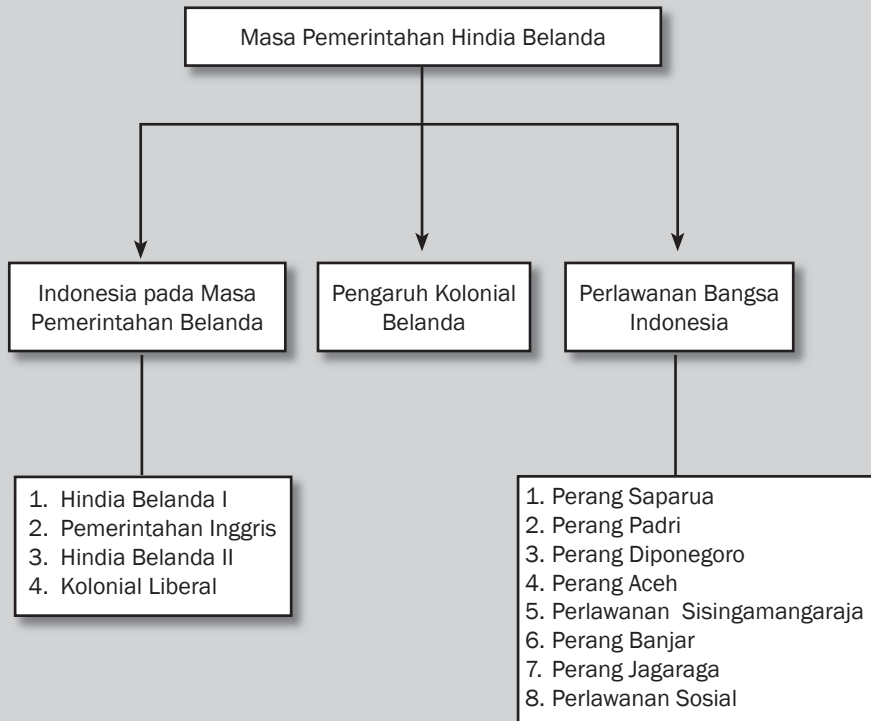 Masa Pemerintahan Hindia Belanda
Indonesia pada Masa
Pemerintahan Belanda
Pengaruh Kolonial
Belanda
Perlawanan Bangsa
Indonesia
1. Hindia Belanda I
2. Pemerintahan Inggris
3. Hindia Belanda II
4. Kolonial Liberal
1. Perang Saparua
2. Perang Padri
3. Perang Diponegoro
4. Perang Aceh
5. Perlawanan Sisingamangaraja
6. Perang Banjar
7. Perang Jagaraga
8. Perlawanan Sosial